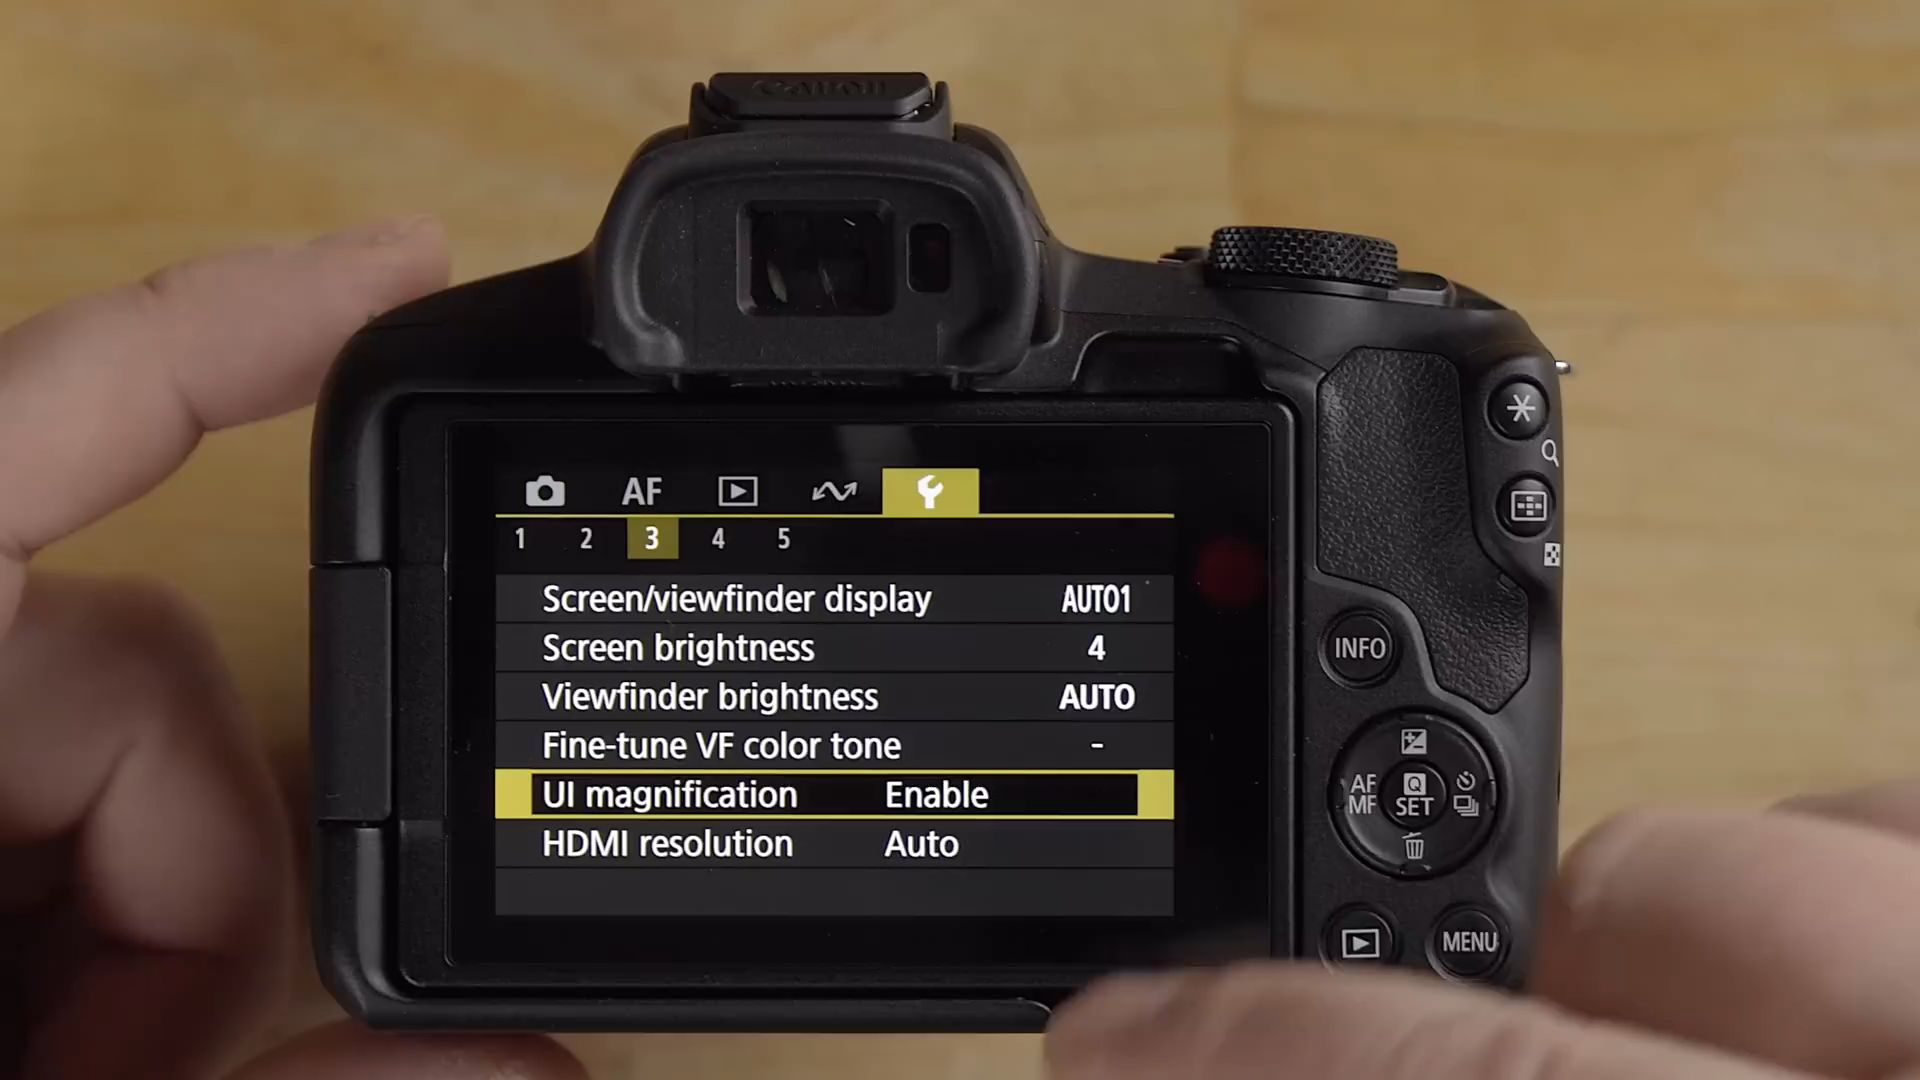 Canon
AF
1 2 3 4 5
Screen/viewfinder display AUTO1
Screen brightness 4
Viewfinder brightness AUTO
Fine-tune VF color tone -
UI magnification Enable
HDMI resolution Auto
INFO
AF
MF
Q
SET
MENU